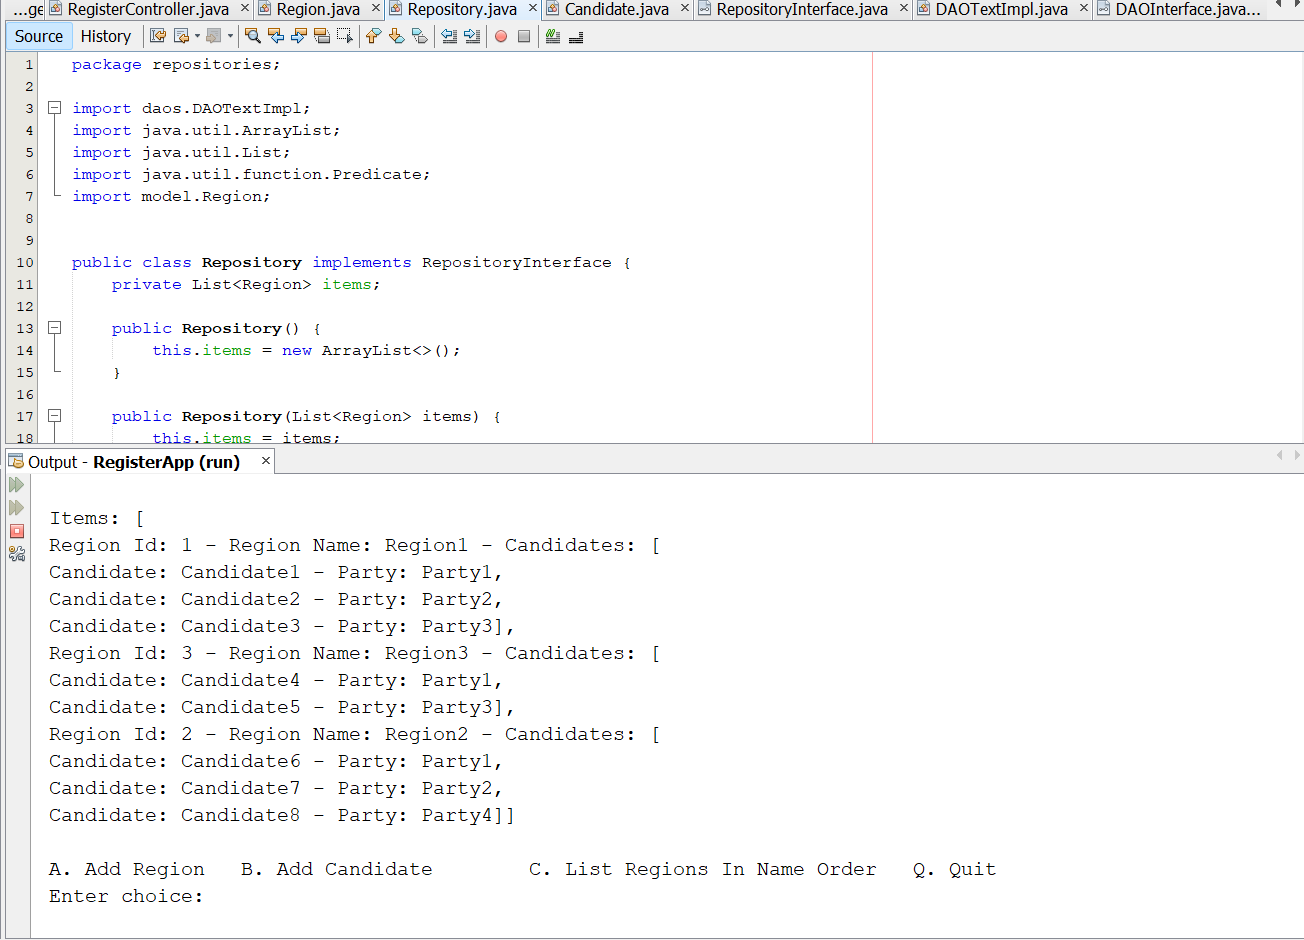 ...ge RegisterController.java Region.java Repository.java Candidate.java RepositoryInterface.java DAOTextImpl.java DAOInterface.java...
Source History
1 package repositories;
2
3 import daos.DAOTextImpl;
4 import java.util.ArrayList;
5 import java.util.List;
6 import java.util.function.Predicate;
7 import model.Region;
8
9
10 public class Repository implements RepositoryInterface {
11 private List<Region> items;
12
13 public Repository() {
14 this.items = new ArrayList<>();
15 }
16
17 public Repository(List<Region> items) {
18 this.items = items;
Output - RegisterApp (run)
Items: [
Region Id: 1 - Region Name: Region1 - Candidates: [
Candidate: Candidate1 - Party: Party1,
Candidate: Candidate2 - Party: Party2,
Candidate: Candidate3 - Party: Party3],
Region Id: 3 - Region Name: Region3 - Candidates: [
Candidate: Candidate4 - Party: Party1,
Candidate: Candidate5 - Party: Party3],
Region Id: 2 - Region Name: Region2 - Candidates: [
Candidate: Candidate6 - Party: Party1,
Candidate: Candidate7 - Party: Party2,
Candidate: Candidate8 - Party: Party4]]
A. Add Region B. Add Candidate C. List Regions In Name Order Q. Quit
Enter choice: